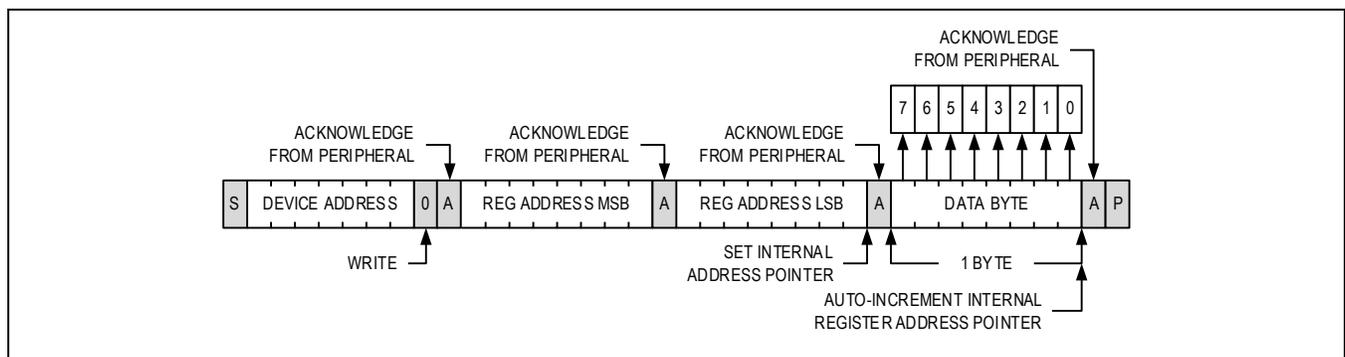 ACKNOWLEDGE
FROM PERIPHERAL
7 6 5 4 3 2 1 0
ACKNOWLEDGE
FROM PERIPHERAL
ACKNOWLEDGE
FROM PERIPHERAL
ACKNOWLEDGE
FROM PERIPHERAL
S DEVICE ADDRESS 0 A REG ADDRESS MSB A REG ADDRESS LSB A DATA BYTE A P
WRITE
SET INTERNAL
ADDRESS POINTER
1 BYTE
AUTO-INCREMENT INTERNAL
REGISTER ADDRESS POINTER